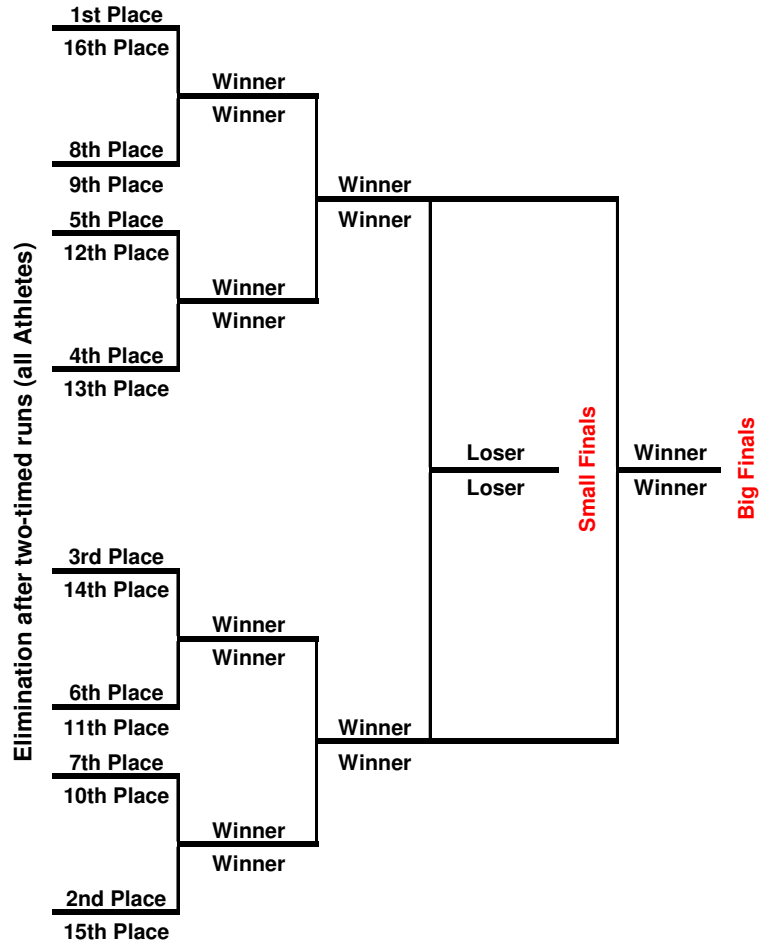 Elimination after two-timed runs (all Athletes)
1st Place
16th Place
8th Place
9th Place
5th Place
12th Place
4th Place
13th Place
3rd Place
14th Place
6th Place
11th Place
7th Place
10th Place
2nd Place
15th Place
Winner
Winner
Winner
Winner
Winner
Winner
Winner
Winner
Winner
Winner
Winner
Winner
Loser
Loser
Small Finals
Winner
Winner
Big Finals